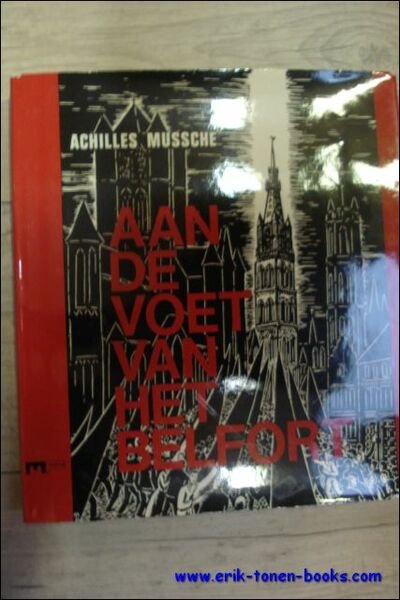 ACHILLES MUSSCHE
AAN
DE
VOET
VAN
HET
BELFORT
www.erik-tonen-books.com